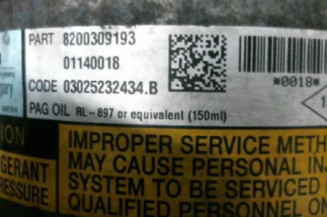 PART 8200309193
01140018
CODE 03025232434.B
*0018*
PAG OIL RL-897 or equivalent (150ml)
IMPROPER SERVICE METH
MAY CAUSE PERSONAL IN
GERANT
SYSTEM TO BE SERVICED
RESSURE
QUALIFIED PERSONNEL ON